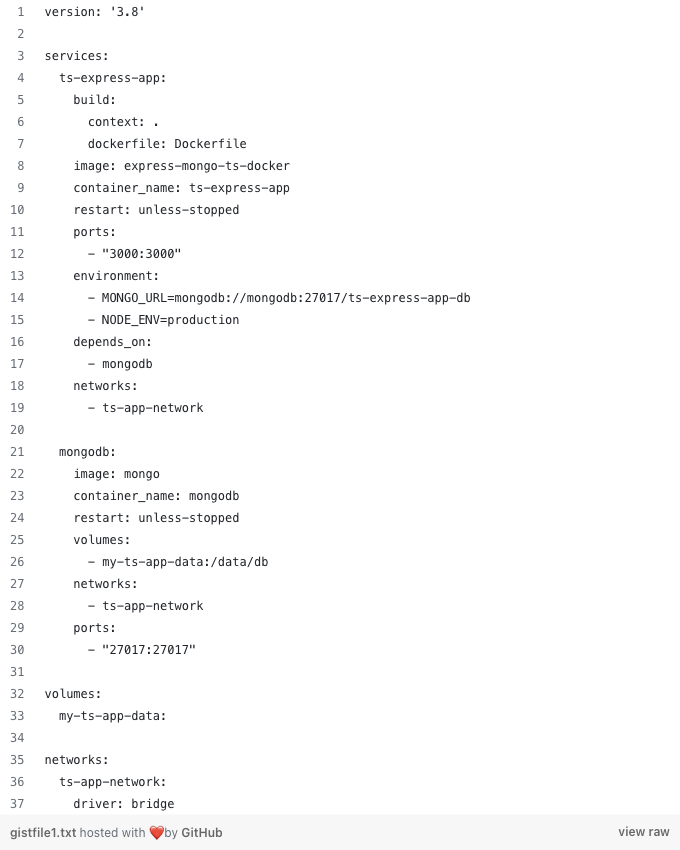 1 version: '3.8'
2
3 services:
4   ts-express-app:
5     build:
6       context: .
7       dockerfile: Dockerfile
8     image: express-mongo-ts-docker
9     container_name: ts-express-app
10     restart: unless-stopped
11     ports:
12       - "3000:3000"
13     environment:
14       - MONGO_URL=mongodb://mongodb:27017/ts-express-app-db
15       - NODE_ENV=production
16     depends_on:
17       - mongodb
18     networks:
19       - ts-app-network
20
21   mongodb:
22     image: mongo
23     container_name: mongodb
24     restart: unless-stopped
25     volumes:
26       - my-ts-app-data:/data/db
27     networks:
28       - ts-app-network
29     ports:
30       - "27017:27017"
31
32 volumes:
33   my-ts-app-data:
34
35 networks:
36   ts-app-network:
37     driver: bridge
gistfile1.txt hosted with ❤️by GitHub view raw